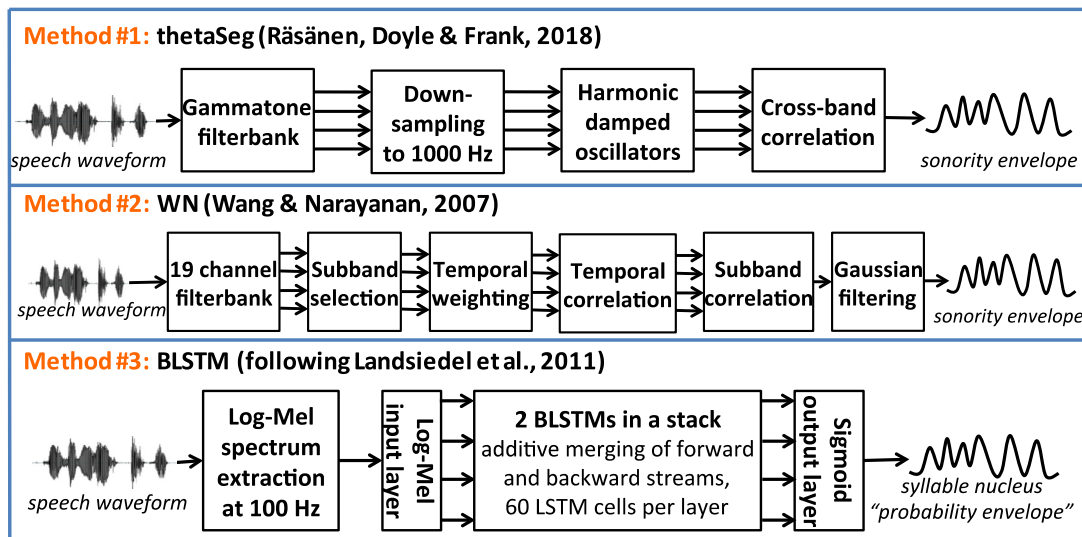 Method #1: thetaSeg (Räsänen, Doyle & Frank, 2018)
speech waveform
Gammatone
filterbank
Down-
sampling
to 1000 Hz
Harmonic
damped
oscillators
Cross-band
correlation
sonority envelope
Method #2: WN (Wang & Narayanan, 2007)
speech waveform
19 channel
filterbank
Subband
selection
Temporal
weighting
Temporal
correlation
Subband
correlation
Gaussian
filtering
sonority envelope
Method #3: BLSTM (following Landsiedel et al., 2011)
speech waveform
Log-Mel
spectrum
extraction
at 100 Hz
Log-Mel
input layer
2 BLSTMs in a stack
additive merging of forward
and backward streams,
60 LSTM cells per layer
Sigmoid
output layer
syllable nucleus
“probability envelope”